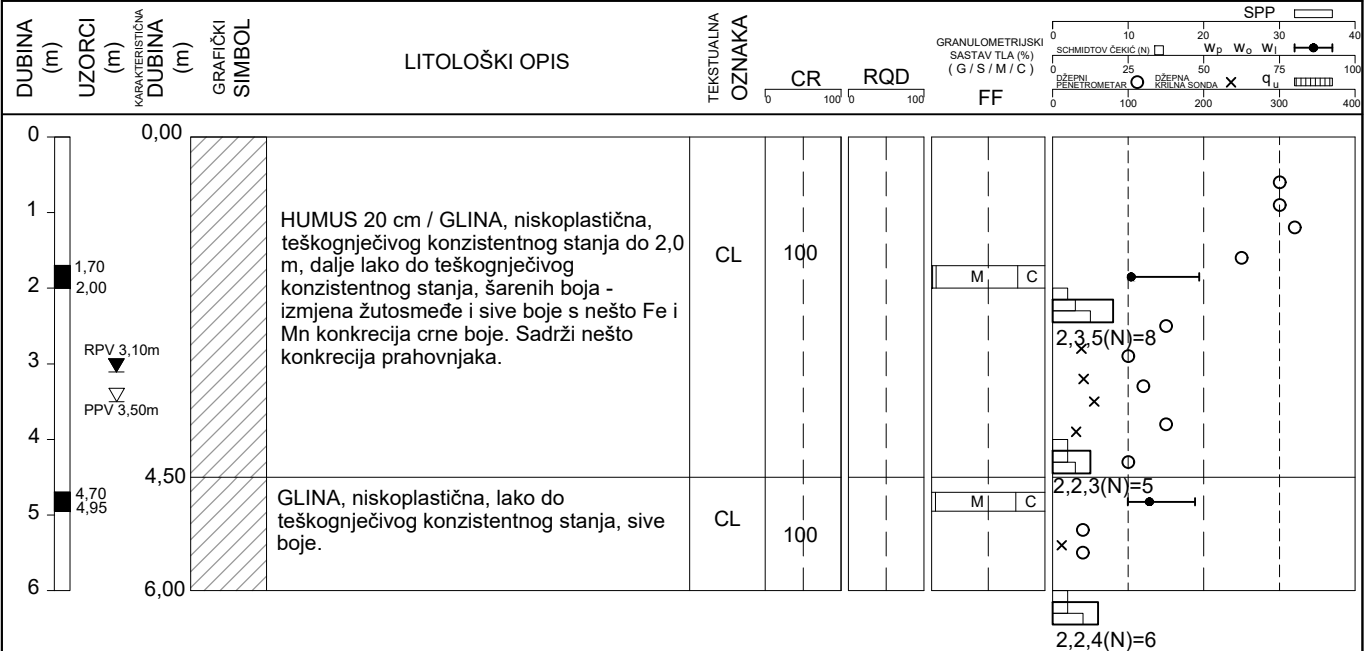 DUBINA
(m)
UZORCI
(m)
KARAKTERISTIČNA
DUBINA
(m)
GRAFIČKI
SIMBOL
LITOLOŠKI OPIS
TEKSTUALNA
OZNAKA
CR
0 100
RQD
0 100
GRANULOMETRIJSKI
SASTAV TLA (%)
( G / S / M / C )
FF
SPP
0 10 20 30 40
SCHMIDTOV ČEKIĆ (N) wp wo wl
0 25 50 75 100
DŽEPNI
PENETROMETAR
DŽEPNA
KRILNA SONDA
qu
0 100 200 300 400
0
1
2
3
4
5
6
1,70
2,00
RPV 3,10m
PPV 3,50m
4,70
4,95
0,00
4,50
6,00
HUMUS 20 cm / GLINA, niskoplastična,
teškognječivog konzistentnog stanja do 2,0
m, dalje lako do teškognječivog
konzistentnog stanja, šarenih boja -
izmjena žutosmeđe i sive boje s nešto Fe i
Mn konkrecija crne boje. Sadrži nešto
konkrecija prahovnjaka.
CL
100
M C
2,3,5(N)=8
2,2,3(N)=5
GLINA, niskoplastična, lako do
teškognječivog konzistentnog stanja, sive
boje.
CL
100
M C
2,2,4(N)=6